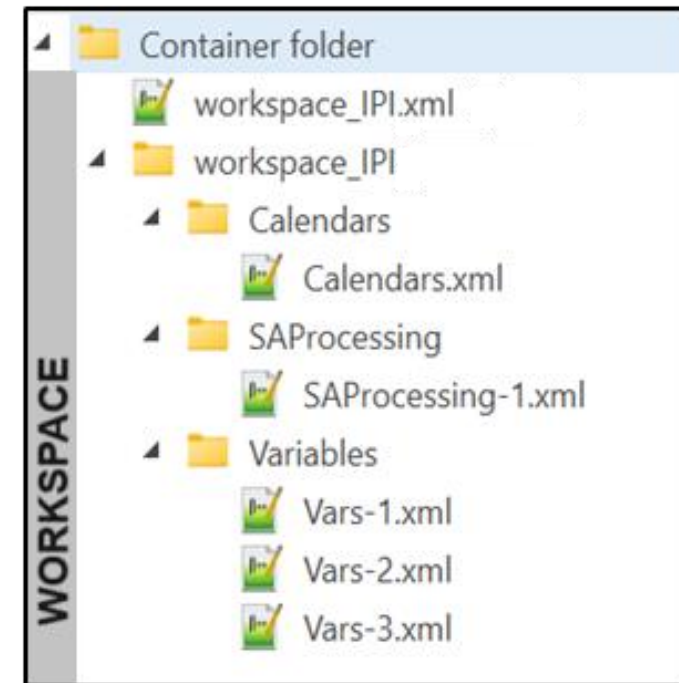 Container folder
workspace_IPI.xml
workspace_IPI
Calendars
Calendars.xml
SAProcessing
SAProcessing-1.xml
Variables
Vars-1.xml
Vars-2.xml
Vars-3.xml
WORKSPACE